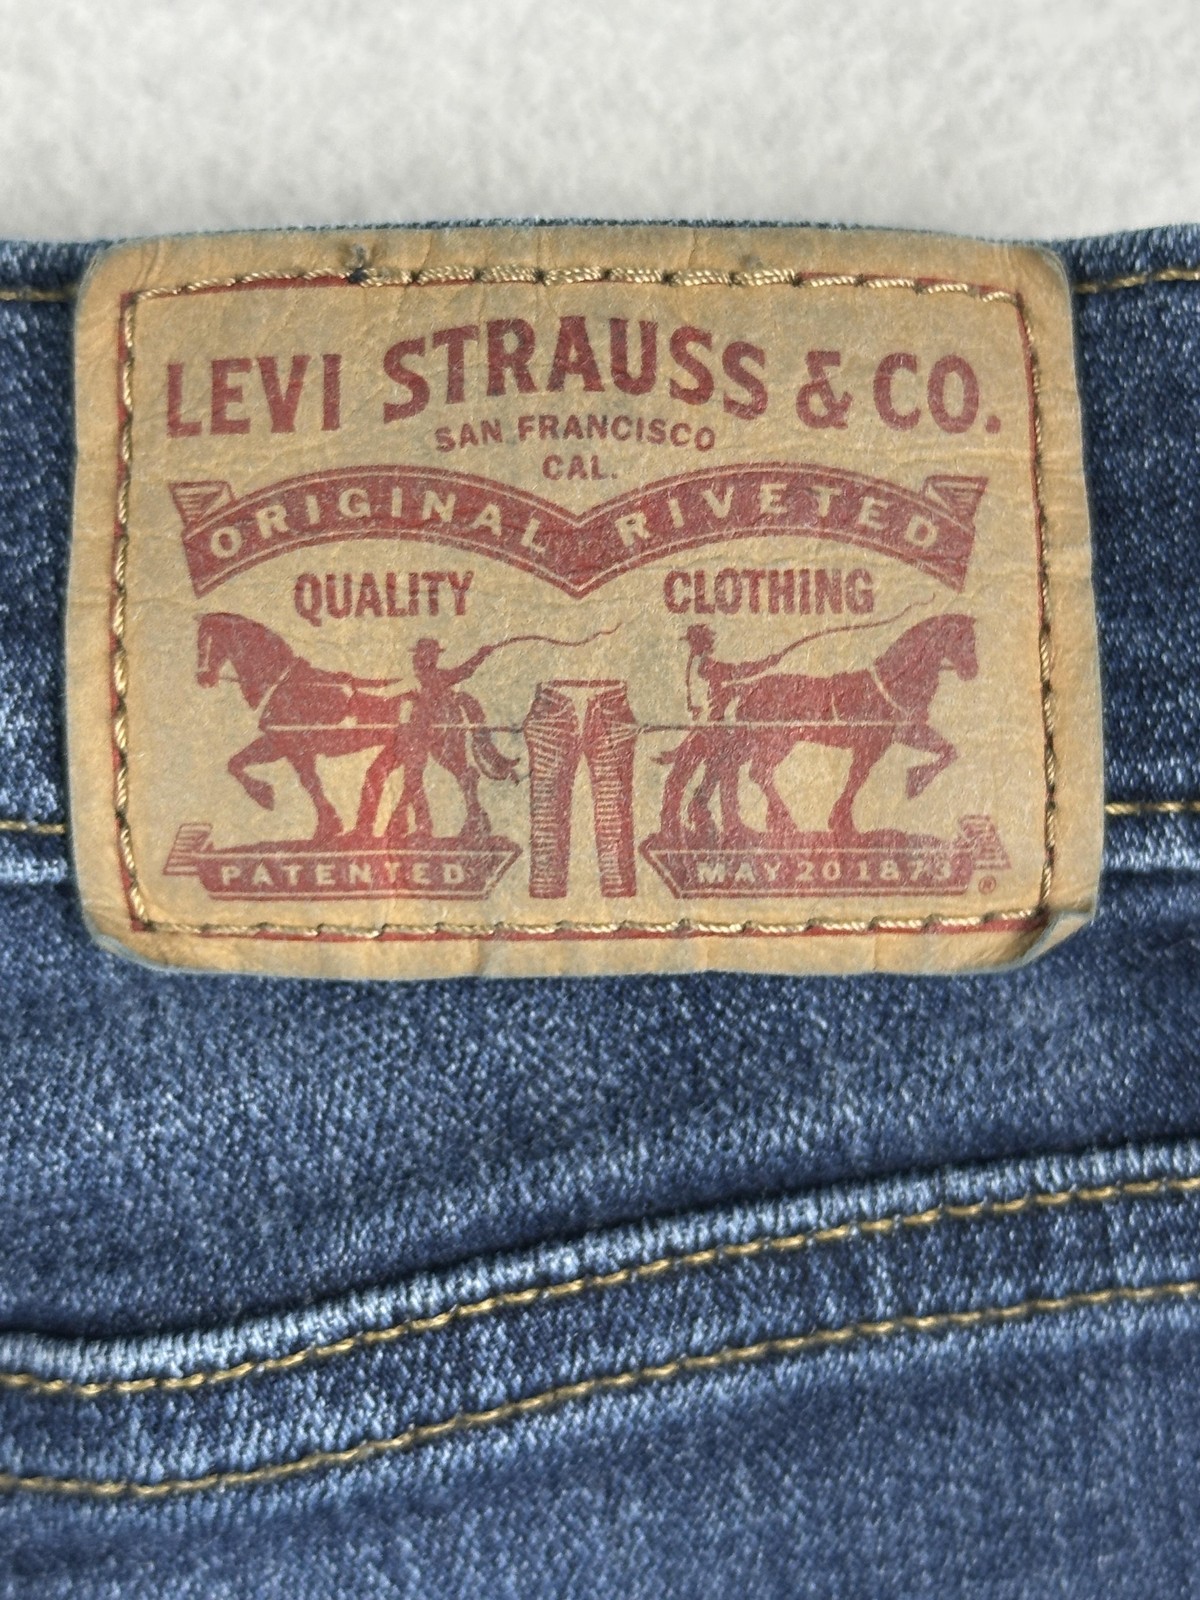 LEVI STRAUSS & CO.
SAN FRANCISCO
CAL.
ORIGINAL RIVETED
QUALITY CLOTHING
PATENTED MAY 20 1873
®